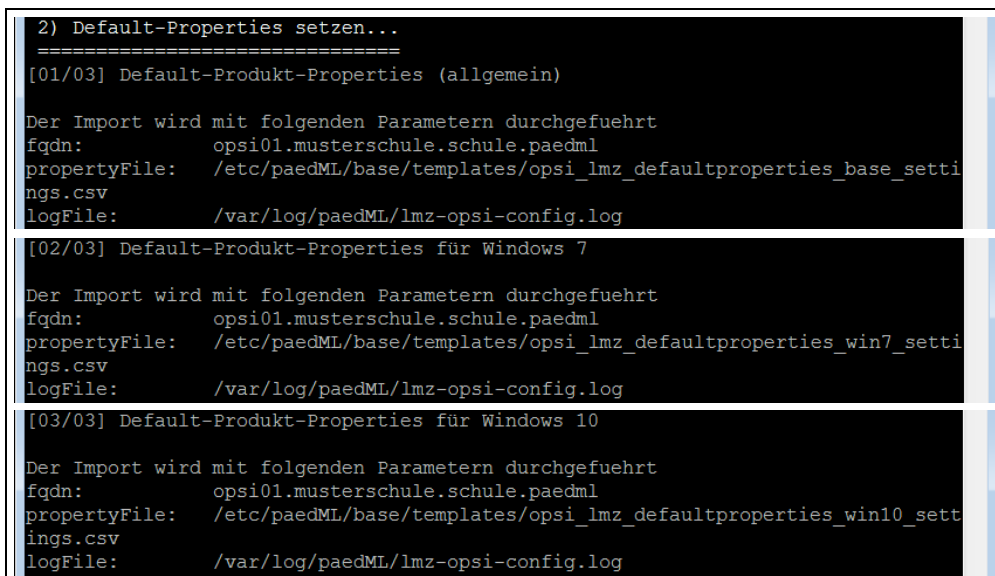 2) Default-Properties setzen...
===============================
[01/03] Default-Produkt-Properties (allgemein)
Der Import wird mit folgenden Parametern durchgefuehrt
fqdn: opsi01.musterschule.schule.paedml
propertyFile: /etc/paedML/base/templates/opsi_lmz_defaultproperties_base_setti
ngs.csv
logFile: /var/log/paedML/lmz-opsi-config.log
[02/03] Default-Produkt-Properties für Windows 7
Der Import wird mit folgenden Parametern durchgefuehrt
fqdn: opsi01.musterschule.schule.paedml
propertyFile: /etc/paedML/base/templates/opsi_lmz_defaultproperties_win7_setti
ngs.csv
logFile: /var/log/paedML/lmz-opsi-config.log
[03/03] Default-Produkt-Properties für Windows 10
Der Import wird mit folgenden Parametern durchgefuehrt
fqdn: opsi01.musterschule.schule.paedml
propertyFile: /etc/paedML/base/templates/opsi_lmz_defaultproperties_win10_sett
ings.csv
logFile: /var/log/paedML/lmz-opsi-config.log